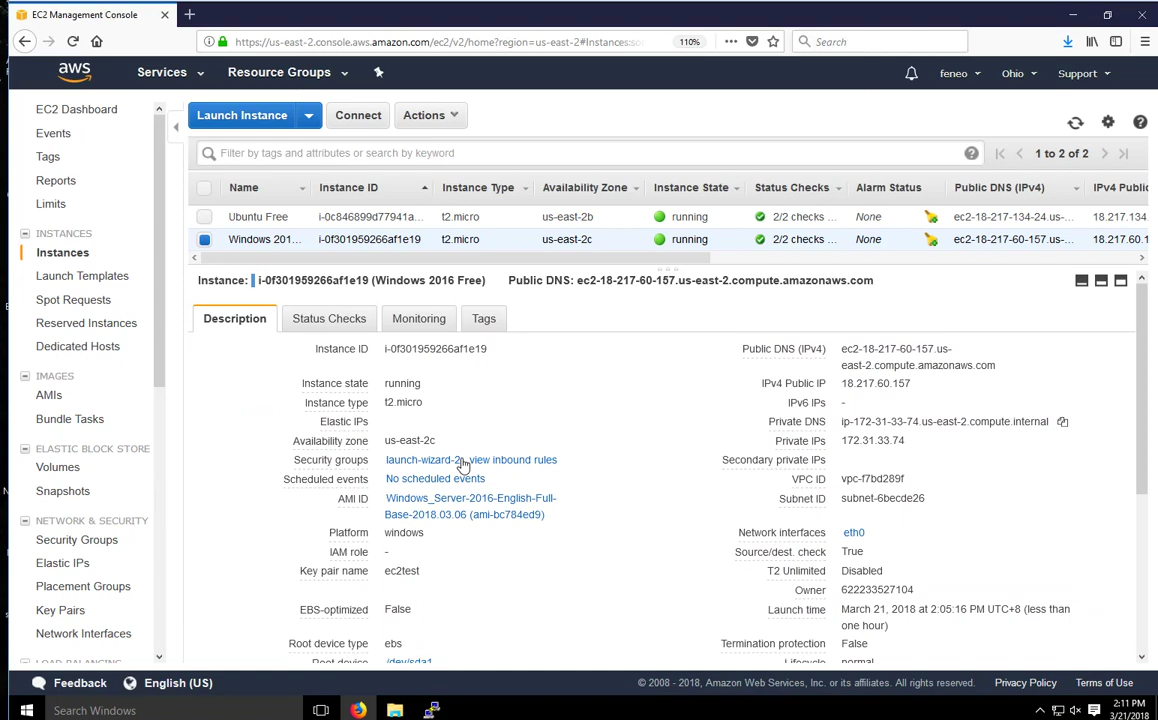 EC2 Management Console
https://us-east-2.console.aws.amazon.com/ec2/v2/home?region=us-east-2#Instances:
110%
Search
aws
Services
Resource Groups
feneo
Ohio
Support
EC2 Dashboard
Events
Tags
Reports
Limits
INSTANCES
Instances
Launch Templates
Spot Requests
Reserved Instances
Dedicated Hosts
IMAGES
AMIs
Bundle Tasks
ELASTIC BLOCK STORE
Volumes
Snapshots
NETWORK & SECURITY
Security Groups
Elastic IPs
Placement Groups
Key Pairs
Network Interfaces
LOAD BALANCING
Launch Instance
Connect
Actions
Filter by tags and attributes or search by keyword
1 to 2 of 2
Name Instance ID Instance Type Availability Zone Instance State Status Checks Alarm Status Public DNS (IPv4) IPv4 Public
Ubuntu Free i-0c846899d77941a... t2.micro us-east-2b running 2/2 checks ... None ec2-18-217-134-24.us-... 18.217.134.
Windows 201... i-0f301959266af1e19 t2.micro us-east-2c running 2/2 checks ... None ec2-18-217-60-157.us-... 18.217.60.1
Instance: i-0f301959266af1e19 (Windows 2016 Free) Public DNS: ec2-18-217-60-157.us-east-2.compute.amazonaws.com
Description
Status Checks
Monitoring
Tags
Instance ID i-0f301959266af1e19
Instance state running
Instance type t2.micro
Elastic IPs
Availability zone us-east-2c
Security groups launch-wizard-2. view inbound rules
Scheduled events No scheduled events
AMI ID Windows_Server-2016-English-Full-
Base-2018.03.06 (ami-bc784ed9)
Platform windows
IAM role -
Key pair name ec2test
EBS-optimized False
Root device type ebs
Root device /dev/sda1
Public DNS (IPv4) ec2-18-217-60-157.us-
east-2.compute.amazonaws.com
IPv4 Public IP 18.217.60.157
IPv6 IPs -
Private DNS ip-172-31-33-74.us-east-2.compute.internal
Private IPs 172.31.33.74
Secondary private IPs
VPC ID vpc-f7bd289f
Subnet ID subnet-6becde26
Network interfaces eth0
Source/dest. check True
T2 Unlimited Disabled
Owner 622233527104
Launch time March 21, 2018 at 2:05:16 PM UTC+8 (less than
one hour)
Termination protection False
Lifecycle normal
Feedback
English (US)
© 2008 - 2018, Amazon Web Services, Inc. or its affiliates. All rights reserved.
Privacy Policy
Terms of Use
Search Windows
2:11 PM
3/21/2018